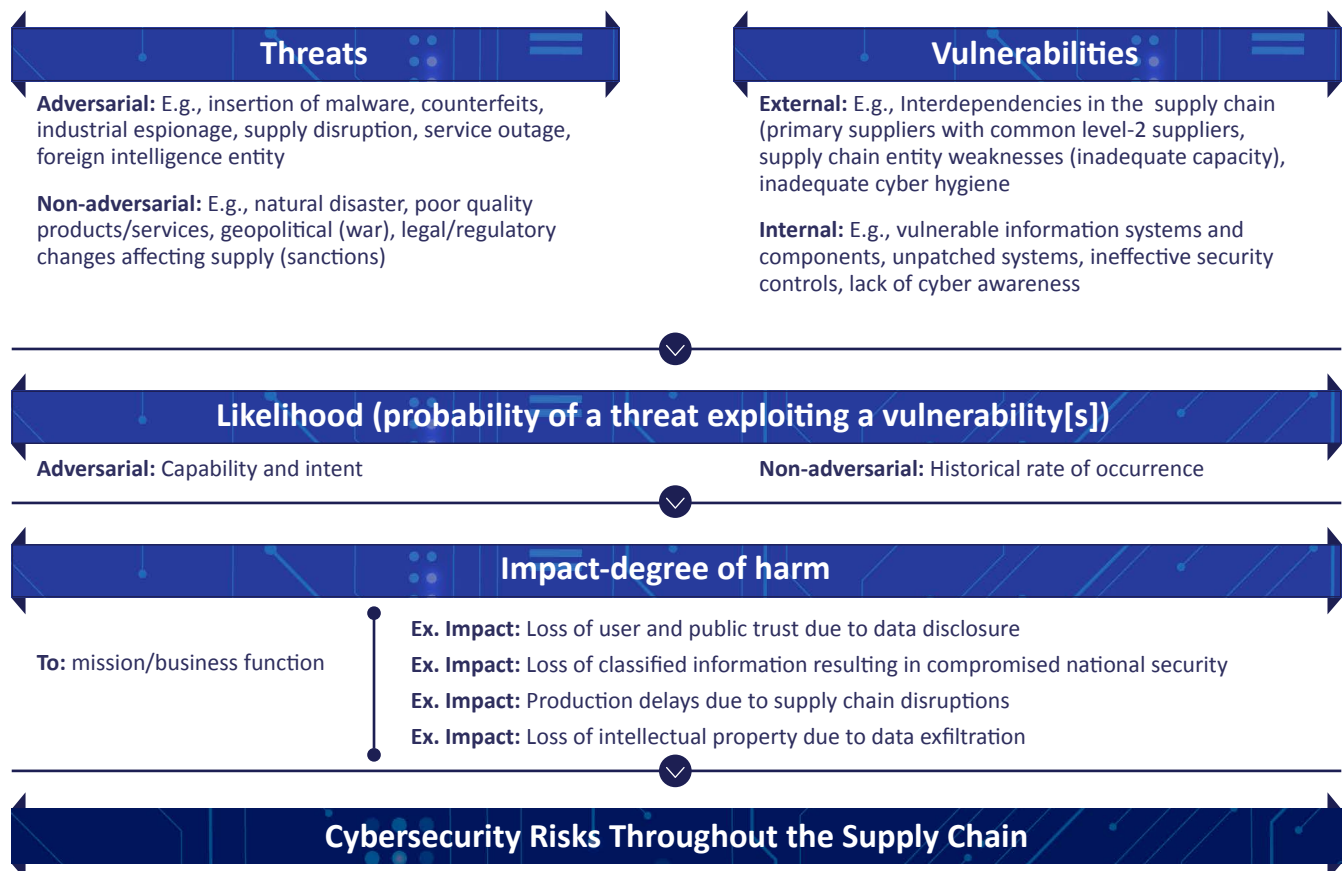 Threats
Adversarial: E.g., insertion of malware, counterfeits,
industrial espionage, supply disruption, service outage,
foreign intelligence entity
Non-adversarial: E.g., natural disaster, poor quality
products/services, geopolitical (war), legal/regulatory
changes affecting supply (sanctions)
Vulnerabilities
External: E.g., Interdependencies in the supply chain
(primary suppliers with common level-2 suppliers,
supply chain entity weaknesses (inadequate capacity),
inadequate cyber hygiene
Internal: E.g., vulnerable information systems and
components, unpatched systems, ineffective security
controls, lack of cyber awareness
Likelihood (probability of a threat exploiting a vulnerability[s])
Adversarial: Capability and intent
Non-adversarial: Historical rate of occurrence
Impact-degree of harm
To: mission/business function
Ex. Impact: Loss of user and public trust due to data disclosure
Ex. Impact: Loss of classified information resulting in compromised national security
Ex. Impact: Production delays due to supply chain disruptions
Ex. Impact: Loss of intellectual property due to data exfiltration
Cybersecurity Risks Throughout the Supply Chain